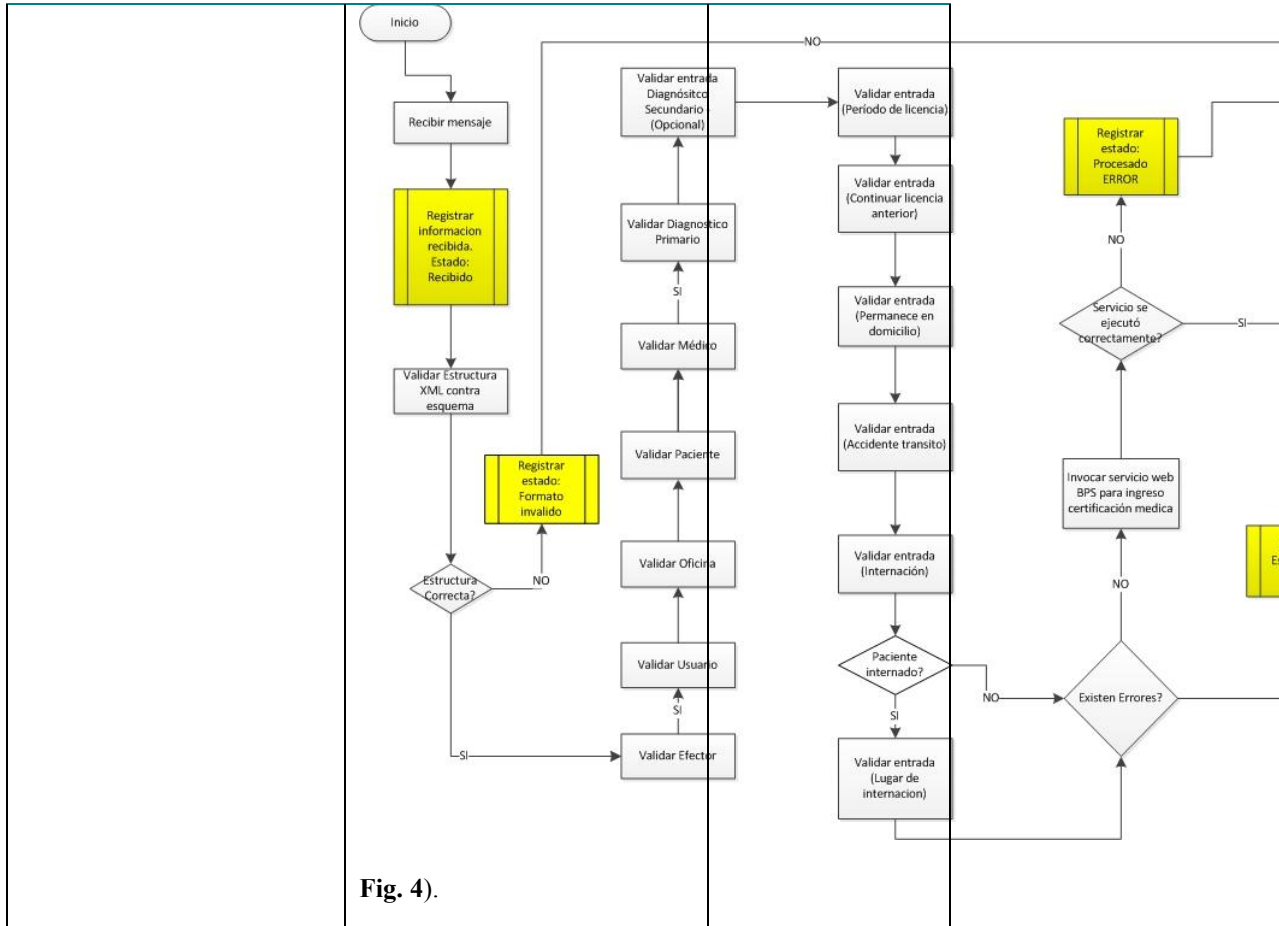 Inicio
Recibir mensaje
Registrar
informacion
recibida.
Estado:
Recibido
Validar Estructura
XML contra
esquema
Estructura
Correcta?
NO
SI
Registrar
estado:
Formato
invalido
NO
Validar Efector
SI
Validar Usuario
Validar Oficina
Validar Paciente
Validar Médico
SI
Validar Diagnostico
Primario
Validar entrada
Diagnósitco
Secundario -
(Opcional)
Validar entrada
(Período de licencia)
Validar entrada
(Continuar licencia
anterior)
Validar entrada
(Permanece en
domicilio)
Validar entrada
(Accidente transito)
Validar entrada
(Internación)
Paciente
internado?
NO
SI
Validar entrada
(Lugar de
internacion)
Existen Errores?
NO
Invocar servicio web
BPS para ingreso
certificación medica
Servicio se
ejecutó
correctamente?
SI
NO
Registrar
estado:
Procesado
ERROR
Fig. 4).